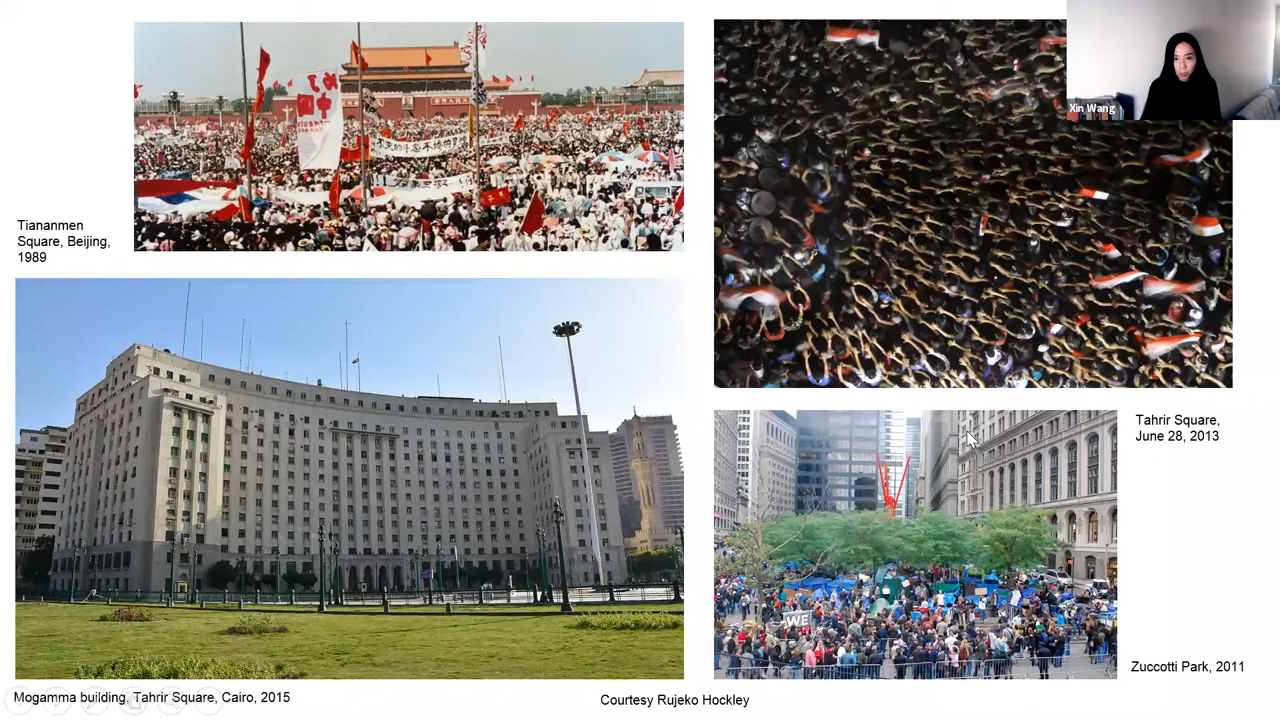 Xin Wang
Tiananmen
Square, Beijing,
1989
Tahrir Square,
June 28, 2013
WE
Zuccotti Park, 2011
Mogamma building, Tahrir Square, Cairo, 2015
Courtesy Rujeko Hockley